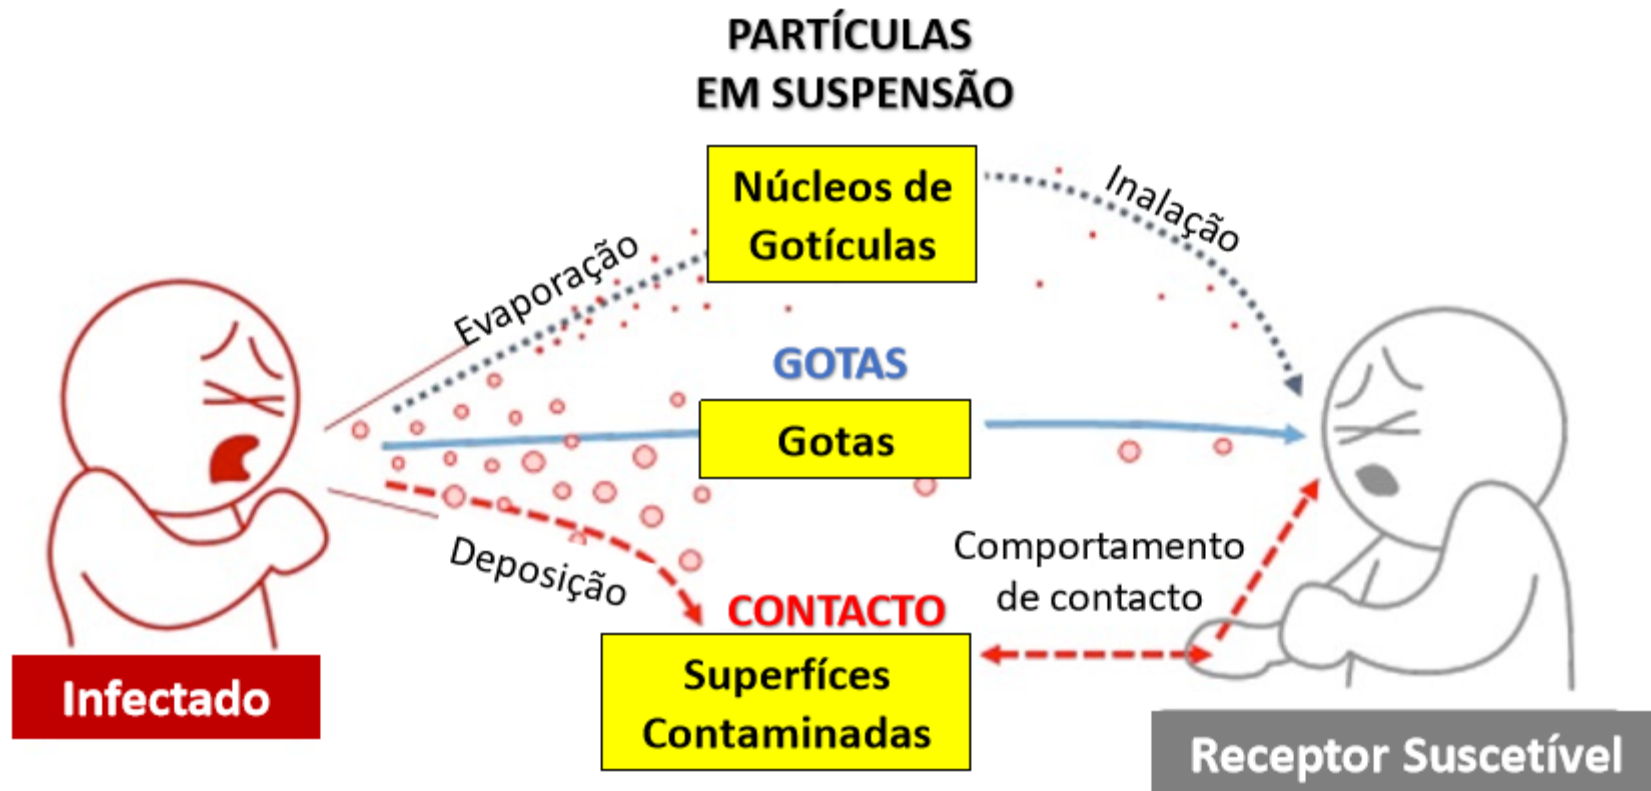 PARTÍCULAS
EM SUSPENSÃO
Núcleos de
Gotículas
Inalação
Evaporação
GOTAS
Gotas
Deposição
Comportamento
de contacto
CONTACTO
Superfíces
Contaminadas
Infectado
Receptor Suscetível